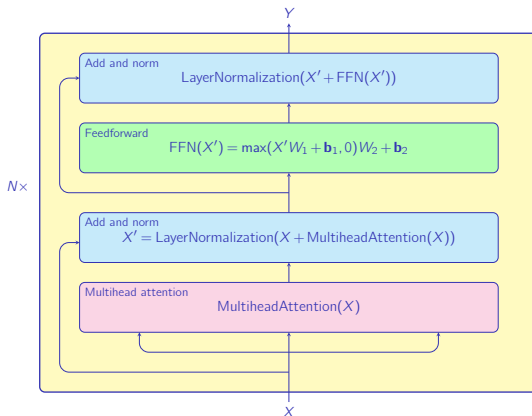 Y
Add and norm
LayerNormalization(X′ + FFN(X′))
Feedforward
FFN(X′) = max(X′W₁ + b₁, 0)W₂ + b₂
N×
Add and norm
X′ = LayerNormalization(X + MultiheadAttention(X))
Multihead attention
MultiheadAttention(X)
X